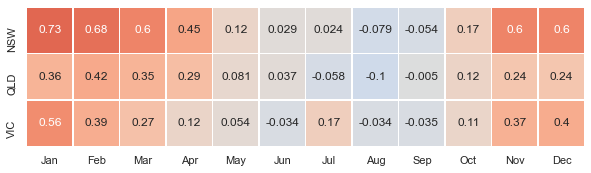 NSW 0.73 0.68 0.6 0.45 0.12 0.029 0.024 -0.079 -0.054 0.17 0.6 0.6
QLD 0.36 0.42 0.35 0.29 0.081 0.037 -0.058 -0.1 -0.005 0.12 0.24 0.24
VIC 0.56 0.39 0.27 0.12 0.054 -0.034 0.17 -0.034 -0.035 0.11 0.37 0.4
Jan Feb Mar Apr May Jun Jul Aug Sep Oct Nov Dec